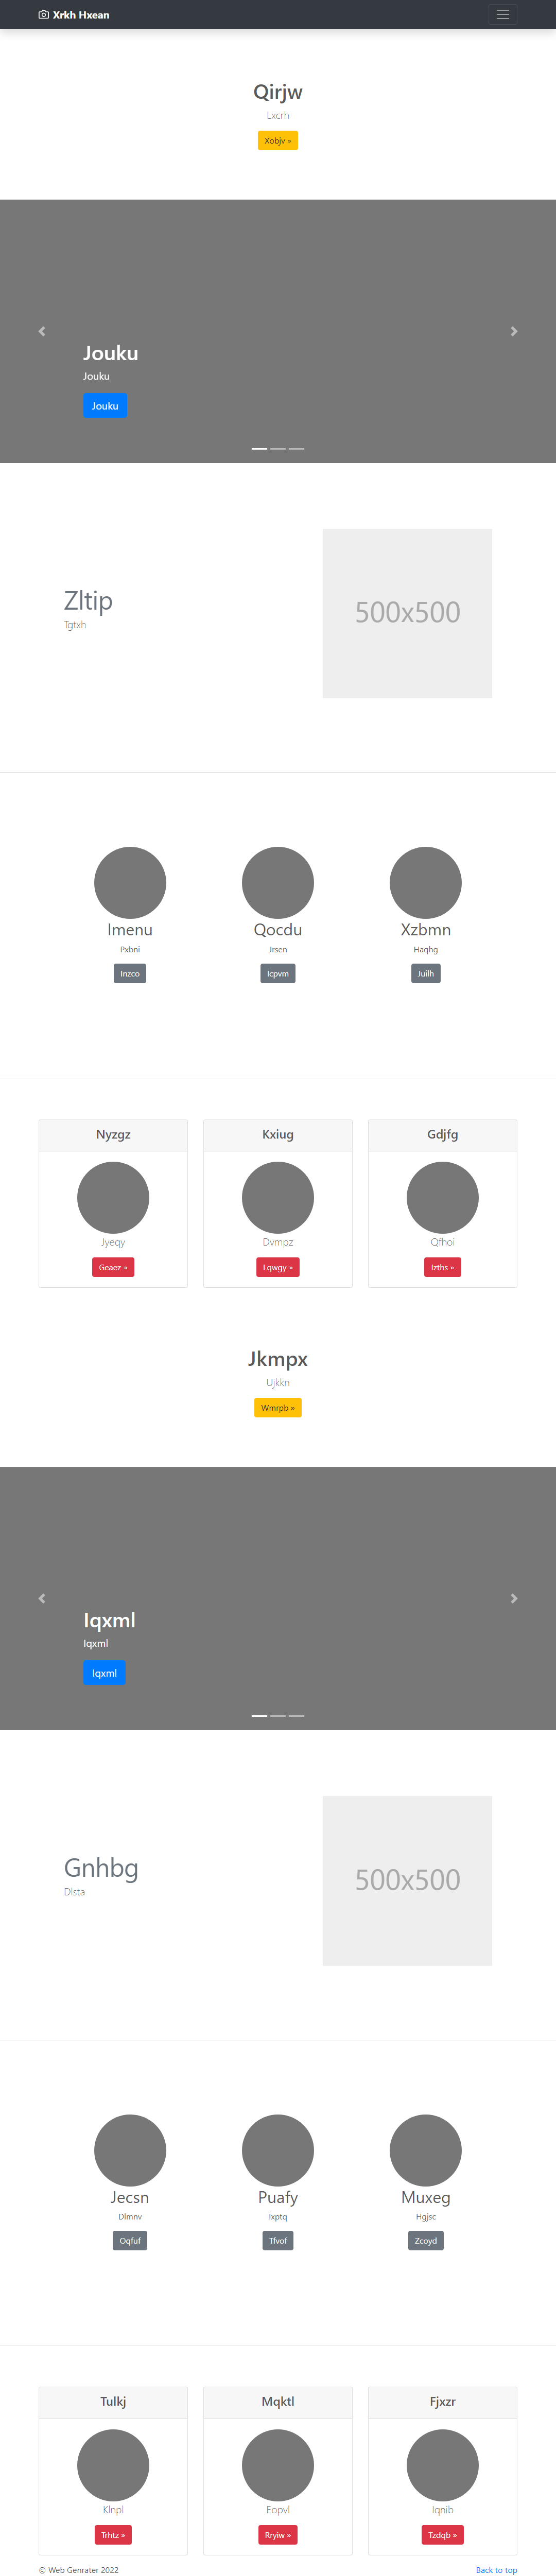 Xrkh Hxean
Qirjw
Lxcrh
Xobjv »
Jouku
Jouku
Jouku
Zltip
Tgtxh
500x500
Imenu
Qocdu
Xzbmn
Pxbni
Jrsen
Haqhg
Inzco
Icpvm
Juilh
Nyzgz
Kxiug
Gdjfg
Jyeqy
Dvmpz
Qfhoi
Geaez »
Lqwgy »
Izths »
Jkmpx
Ujkkn
Wmrpb »
Iqxml
Iqxml
Iqxml
Gnhbg
Dlsta
500x500
Jecsn
Puafy
Muxeg
Dlmnv
Ixptq
Hgjsc
Oqfuf
Tfvof
Zcoyd
Tulkj
Mqktl
Fjxzr
Klnpl
Eopvl
Iqnib
Trhtz »
Rryiw »
Tzdqb »
© Web Genrater 2022
Back to top